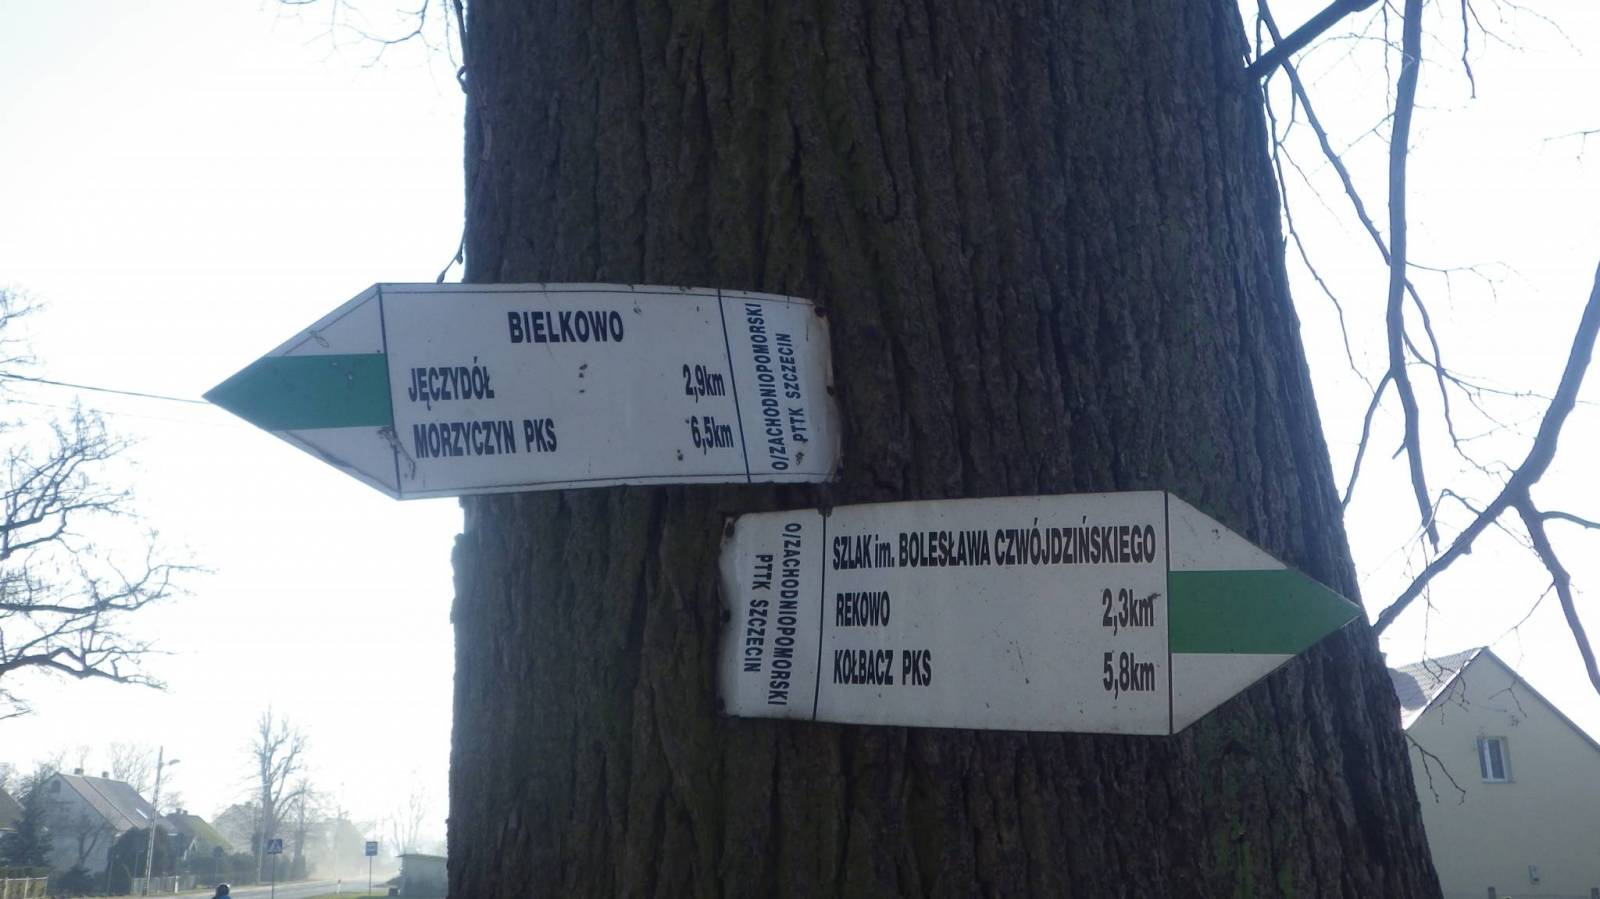 BIELKOWO
JĘCZYDÓŁ 2,9km
MORZYCZYN PKS 6,5km
O/ZACHODNIOPOMORSKI
PTTK SZCZECIN
O/ZACHODNIOPOMORSKI
PTTK SZCZECIN
SZLAK im. BOLESŁAWA CZWÓJDZIŃSKIEGO
REKOWO 2,3km
KOŁBACZ PKS 5,8km